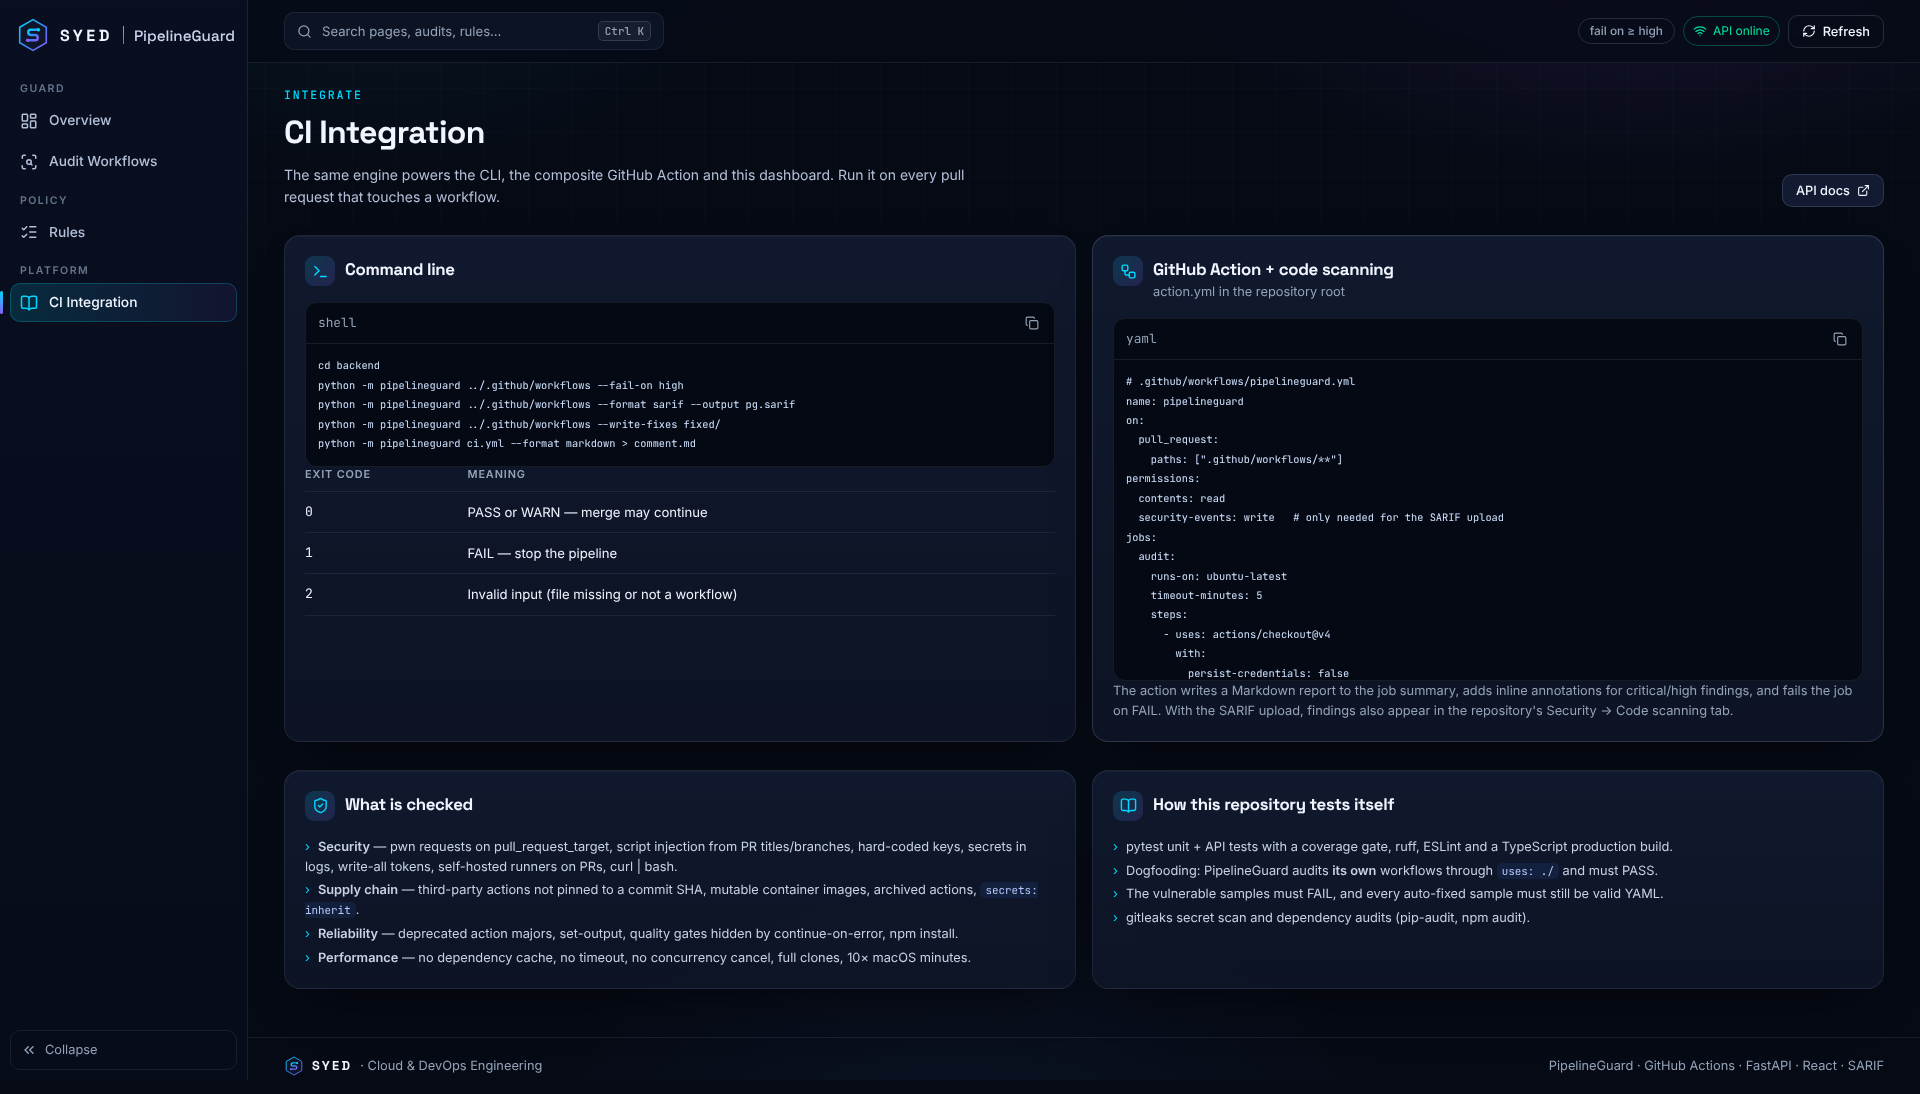 SYED | PipelineGuard
Search pages, audits, rules...
Ctrl K
fail on ≥ high
API online
Refresh
GUARD
Overview
Audit Workflows
POLICY
Rules
PLATFORM
CI Integration
Collapse
INTEGRATE
CI Integration
The same engine powers the CLI, the composite GitHub Action and this dashboard. Run it on every pull
request that touches a workflow.
API docs
Command line
shell
cd backend
python -m pipelineguard ../.github/workflows --fail-on high
python -m pipelineguard ../.github/workflows --format sarif --output pg.sarif
python -m pipelineguard ../.github/workflows --write-fixes fixed/
python -m pipelineguard ci.yml --format markdown > comment.md
EXIT CODE MEANING
0 PASS or WARN — merge may continue
1 FAIL — stop the pipeline
2 Invalid input (file missing or not a workflow)
GitHub Action + code scanning
action.yml in the repository root
yaml
# .github/workflows/pipelineguard.yml
name: pipelineguard
on:
  pull_request:
    paths: [".github/workflows/**"]
permissions:
  contents: read
  security-events: write   # only needed for the SARIF upload
jobs:
  audit:
    runs-on: ubuntu-latest
    timeout-minutes: 5
    steps:
      - uses: actions/checkout@v4
        with:
          persist-credentials: false
The action writes a Markdown report to the job summary, adds inline annotations for critical/high findings, and fails the job
on FAIL. With the SARIF upload, findings also appear in the repository's Security → Code scanning tab.
What is checked
› Security — pwn requests on pull_request_target, script injection from PR titles/branches, hard-coded keys, secrets in
logs, write-all tokens, self-hosted runners on PRs, curl | bash.
› Supply chain — third-party actions not pinned to a commit SHA, mutable container images, archived actions, secrets:
inherit.
› Reliability — deprecated action majors, set-output, quality gates hidden by continue-on-error, npm install.
› Performance — no dependency cache, no timeout, no concurrency cancel, full clones, 10× macOS minutes.
How this repository tests itself
› pytest unit + API tests with a coverage gate, ruff, ESLint and a TypeScript production build.
› Dogfooding: PipelineGuard audits its own workflows through uses: ./ and must PASS.
› The vulnerable samples must FAIL, and every auto-fixed sample must still be valid YAML.
› gitleaks secret scan and dependency audits (pip-audit, npm audit).
SYED · Cloud & DevOps Engineering
PipelineGuard · GitHub Actions · FastAPI · React · SARIF